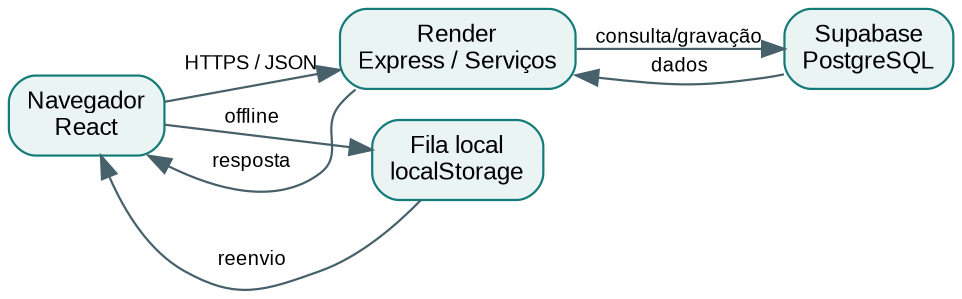 Navegador
React
HTTPS / JSON
offline
resposta
reenvio
Render
Express / Serviços
Fila local
localStorage
consulta/gravação
dados
Supabase
PostgreSQL